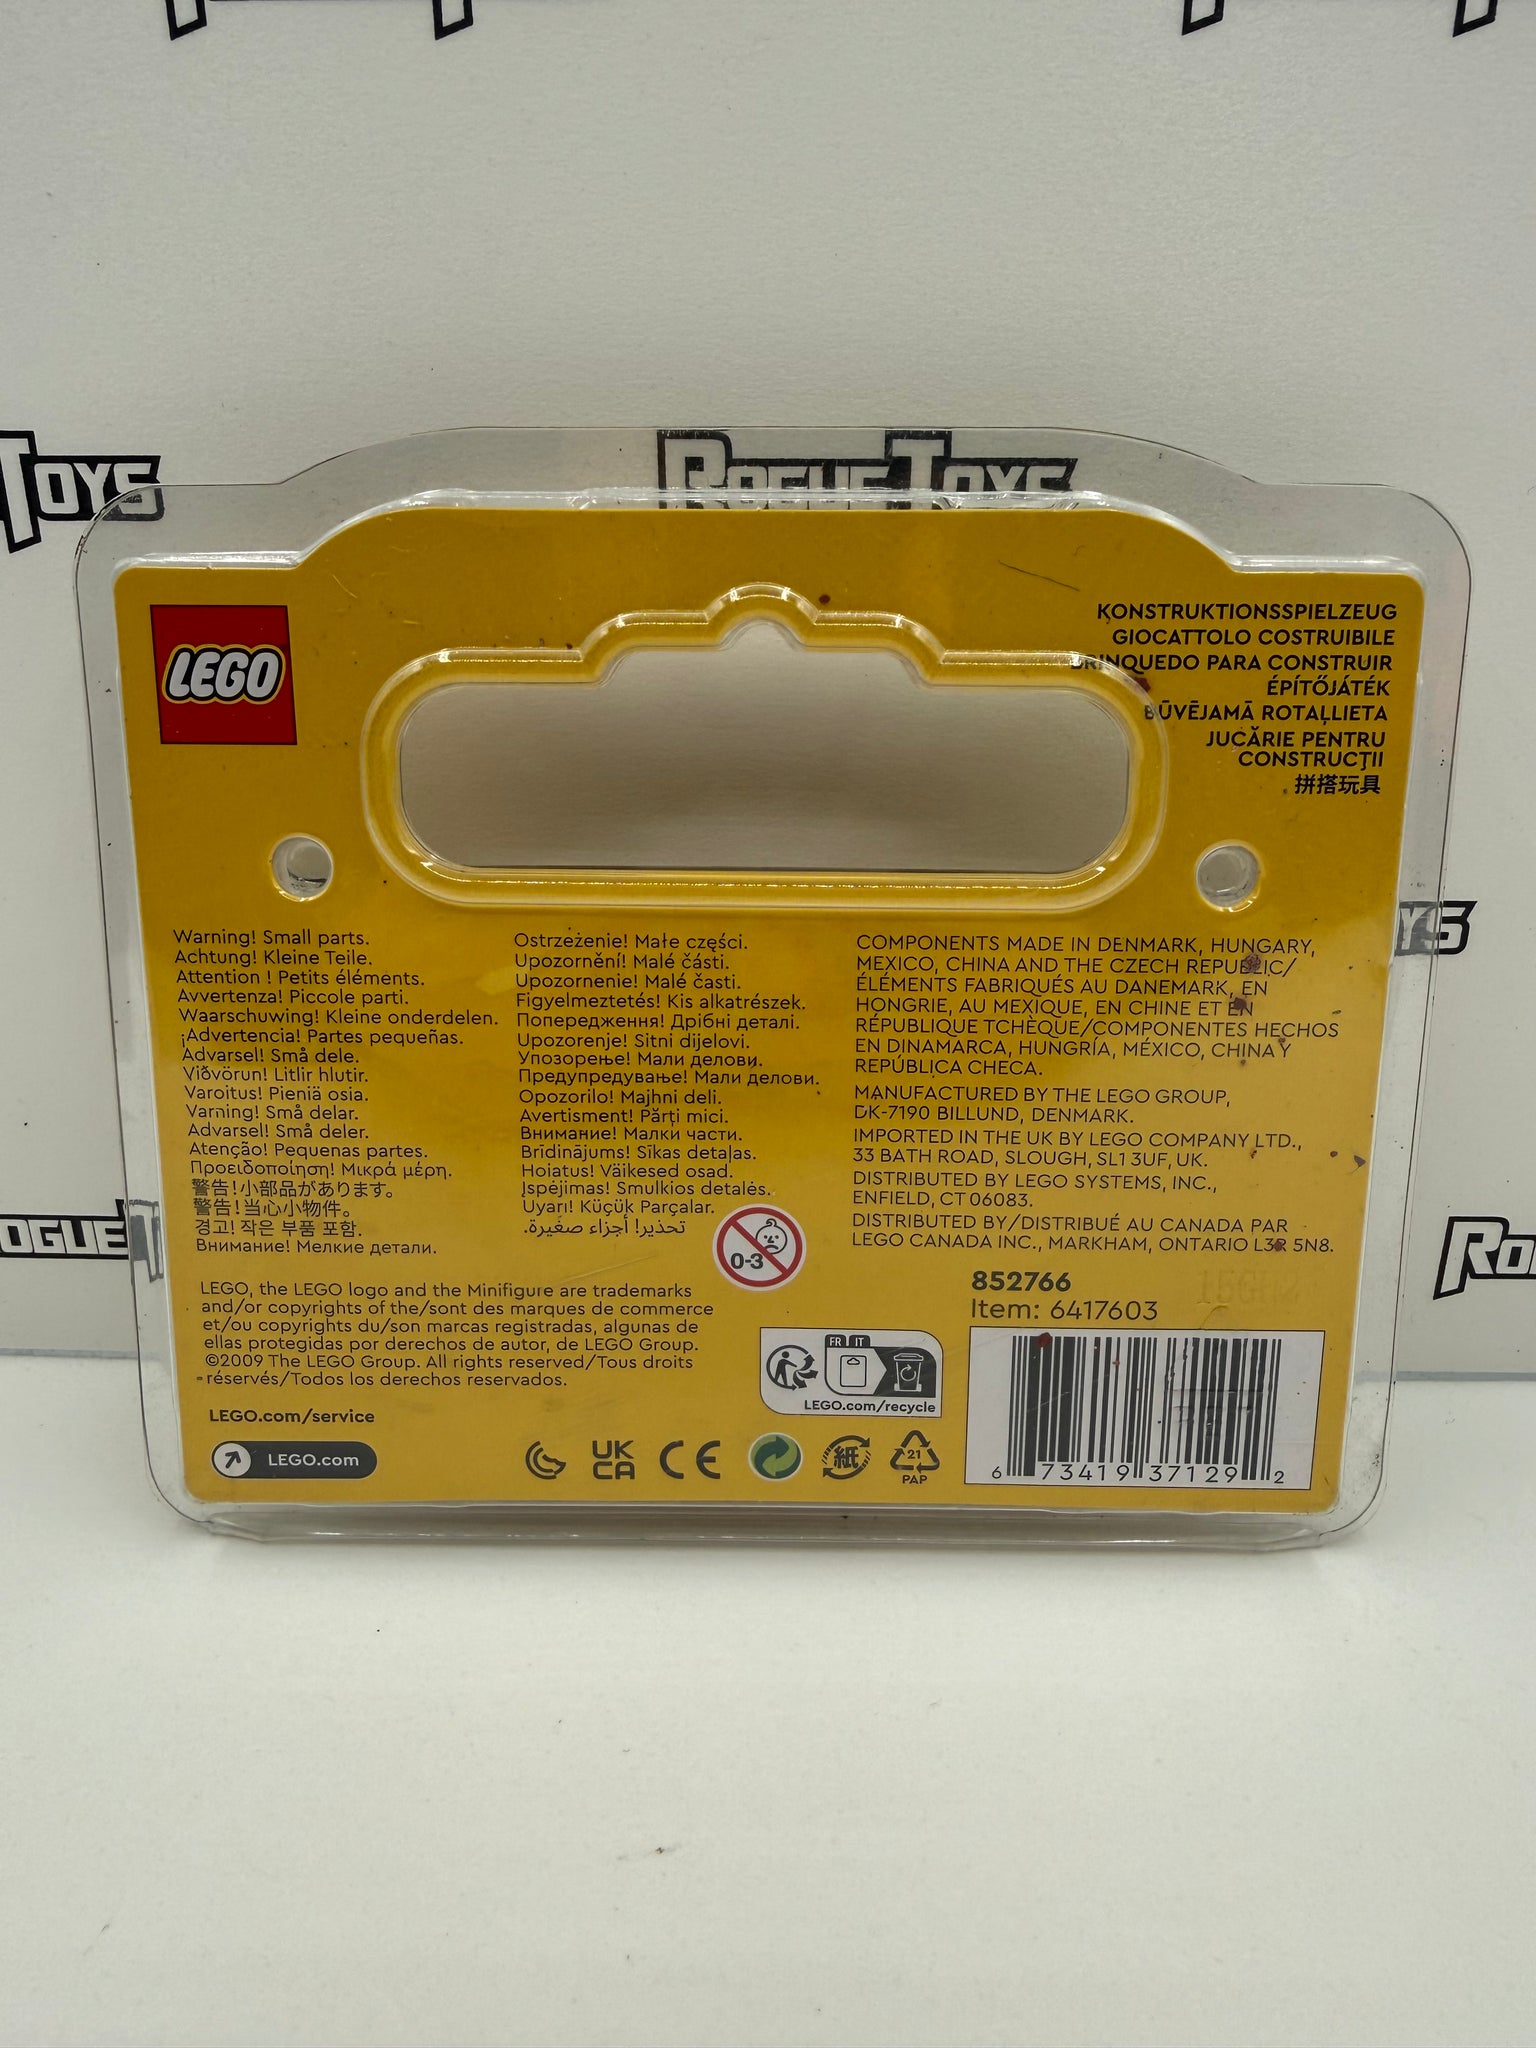 TOYS
ROGUE TOYS
LEGO
KONSTRUKTIONSSPIELZEUG
GIOCATTOLO COSTRUIBILE
BRINQUEDO PARA CONSTRUIR
ÉPÍTŐJÁTÉK
BŪVĒJAMĀ ROTAĻLIETA
JUCĂRIE PENTRU
CONSTRUCŢII
拼搭玩具
Warning! Small parts.
Achtung! Kleine Teile.
Attention ! Petits éléments.
Avvertenza! Piccole parti.
Waarschuwing! Kleine onderdelen.
¡Advertencia! Partes pequeñas.
Advarsel! Små dele.
Viðvörun! Litlir hlutir.
Varoitus! Pieniä osia.
Varning! Små delar.
Advarsel! Små deler.
Atenção! Pequenas partes.
Προειδοποίηση! Μικρά μέρη.
警告!小部品があります。
警告!当心小物件。
경고! 작은 부품 포함.
Внимание! Мелкие детали.
Ostrzeżenie! Małe części.
Upozornění! Malé části.
Upozornenie! Malé časti.
Figyelmeztetés! Kis alkatrészek.
Попередження! Дрібні деталі.
Upozorenje! Sitni dijelovi.
Упозорење! Мали делови.
Предупредување! Мали делови.
Opozorilo! Majhni deli.
Avertisment! Părți mici.
Внимание! Малки части.
Brīdinājums! Sīkas detaļas.
Hoiatus! Väikesed osad.
Įspėjimas! Smulkios detalės.
Uyarı! Küçük Parçalar.
تحذير! أجزاء صغيرة.
0-3
COMPONENTS MADE IN DENMARK, HUNGARY,
MEXICO, CHINA AND THE CZECH REPUBLIC/
ÉLÉMENTS FABRIQUÉS AU DANEMARK, EN
HONGRIE, AU MEXIQUE, EN CHINE ET EN
RÉPUBLIQUE TCHÈQUE/COMPONENTES HECHOS
EN DINAMARCA, HUNGRÍA, MÉXICO, CHINA Y
REPÚBLICA CHECA.
MANUFACTURED BY THE LEGO GROUP,
DK-7190 BILLUND, DENMARK.
IMPORTED IN THE UK BY LEGO COMPANY LTD.,
33 BATH ROAD, SLOUGH, SL1 3UF, UK.
DISTRIBUTED BY LEGO SYSTEMS, INC.,
ENFIELD, CT 06083.
DISTRIBUTED BY/DISTRIBUÉ AU CANADA PAR
LEGO CANADA INC., MARKHAM, ONTARIO L3R 5N8.
852766
Item: 6417603
LEGO, the LEGO logo and the Minifigure are trademarks
and/or copyrights of the/sont des marques de commerce
et/ou copyrights du/son marcas registradas, algunas de
ellas protegidas por derechos de autor, de LEGO Group.
©2009 The LEGO Group. All rights reserved/Tous droits
réservés/Todos los derechos reservados.
LEGO.com/service
LEGO.com
FR IT
LEGO.com/recycle
UK
CA
CE
紙
21
PAP
6 73419 37129 2